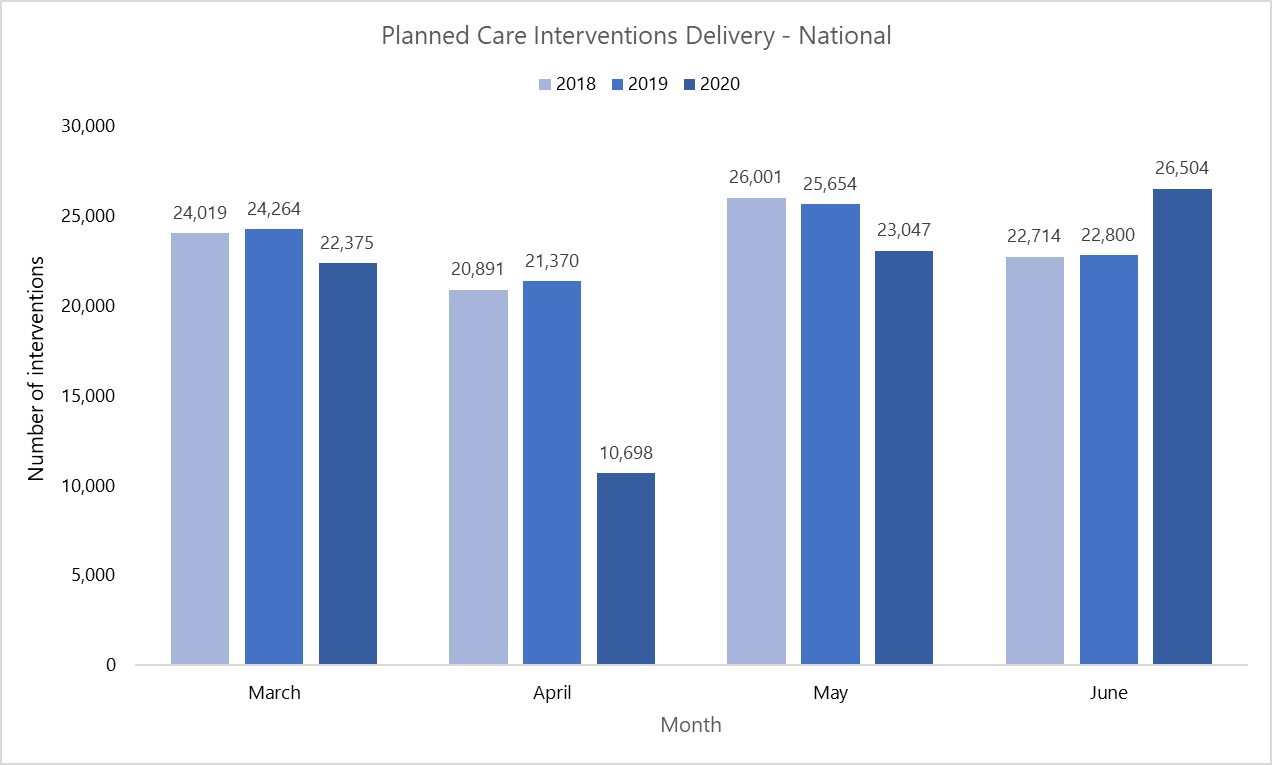 Planned Care Interventions Delivery - National
2018 2019 2020
30,000
25,000
20,000
15,000
10,000
5,000
0
Number of interventions
24,019 24,264 22,375
20,891 21,370 10,698
26,001 25,654 23,047
22,714 22,800 26,504
March April May June
Month